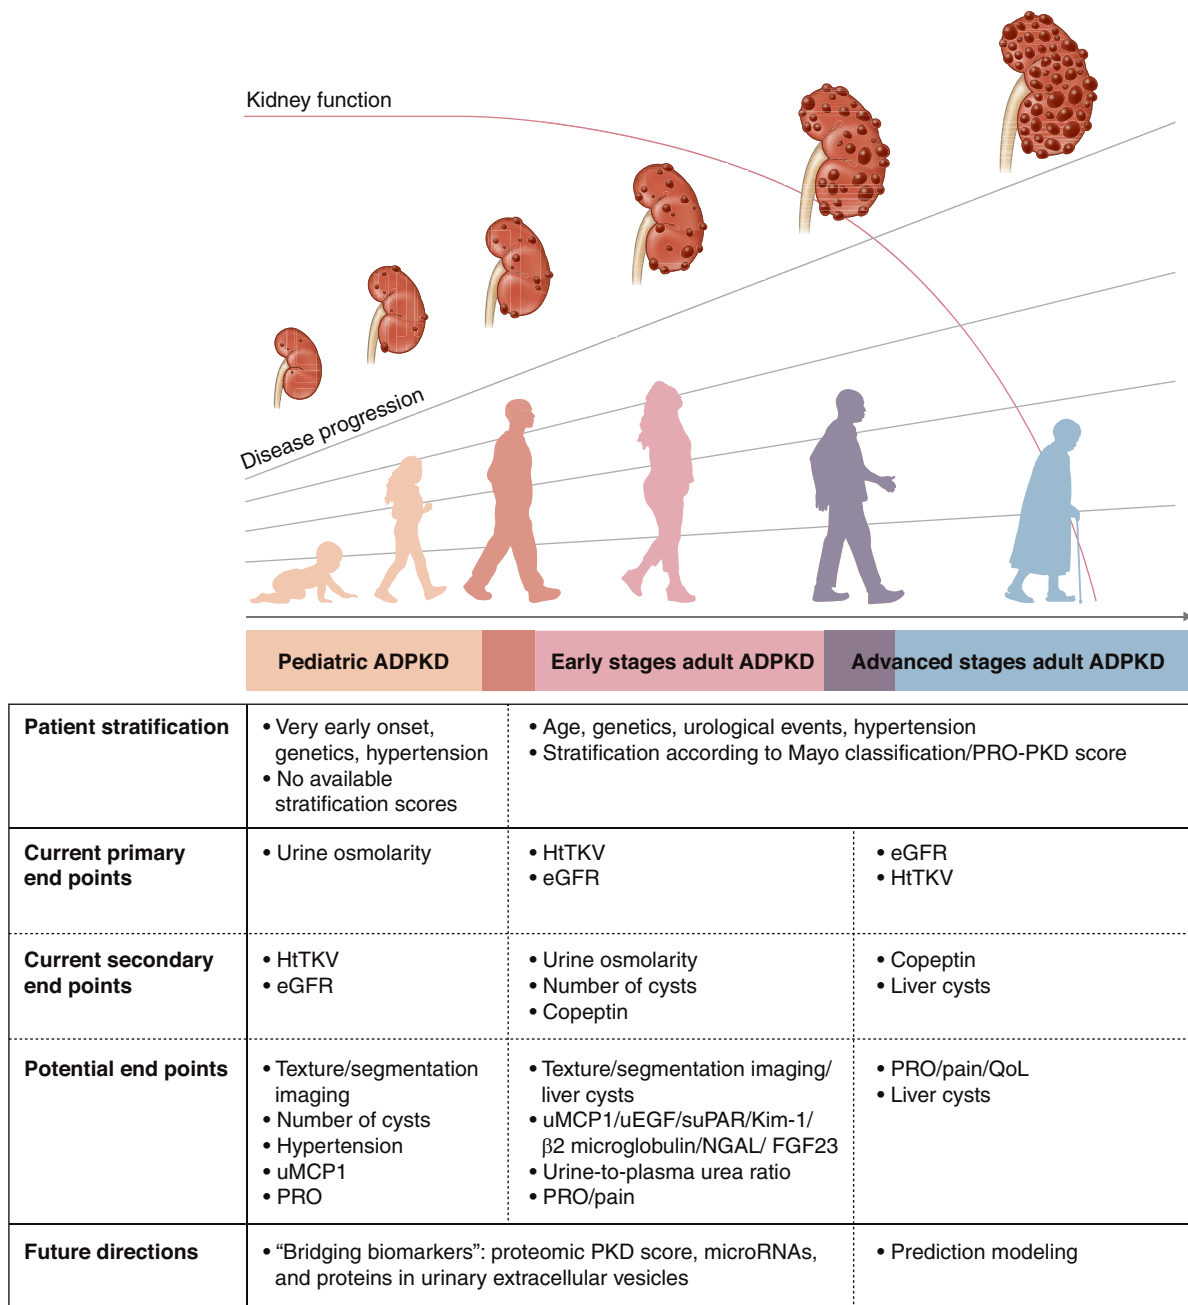 Kidney function
Disease progression
Pediatric ADPKD
Early stages adult ADPKD
Advanced stages adult ADPKD
Patient stratification
• Very early onset,
genetics, hypertension
• No available
stratification scores
• Age, genetics, urological events, hypertension
• Stratification according to Mayo classification/PRO-PKD score
Current primary
end points
• Urine osmolarity
• HtTKV
• eGFR
• eGFR
• HtTKV
Current secondary
end points
• HtTKV
• eGFR
• Urine osmolarity
• Number of cysts
• Copeptin
• Copeptin
• Liver cysts
Potential end points
• Texture/segmentation
imaging
• Number of cysts
• Hypertension
• uMCP1
• PRO
• Texture/segmentation imaging/
liver cysts
• uMCP1/uEGF/suPAR/Kim-1/
β2 microglobulin/NGAL/ FGF23
• Urine-to-plasma urea ratio
• PRO/pain
• PRO/pain/QoL
• Liver cysts
Future directions
• “Bridging biomarkers”: proteomic PKD score, microRNAs,
and proteins in urinary extracellular vesicles
• Prediction modeling